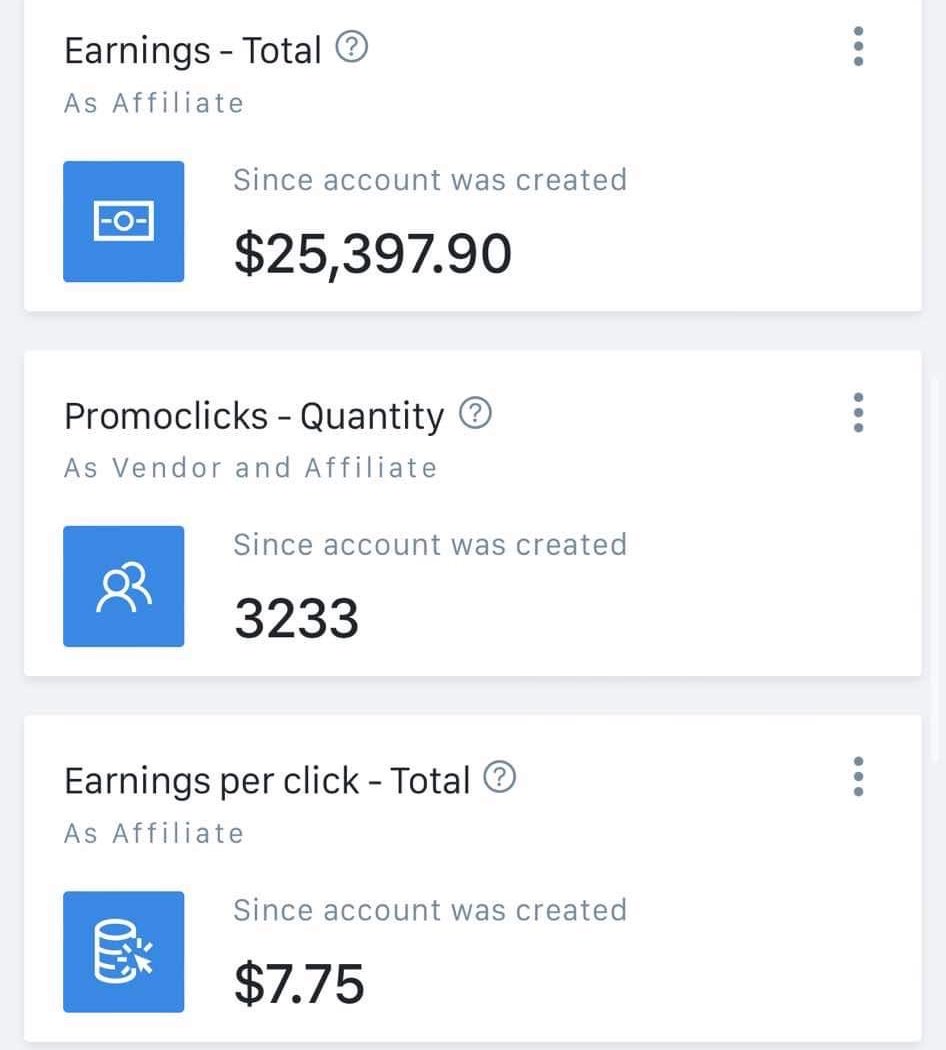 Earnings - Total ?
As Affiliate
Since account was created
$25,397.90
Promoclicks - Quantity ?
As Vendor and Affiliate
Since account was created
3233
Earnings per click - Total ?
As Affiliate
Since account was created
$7.75